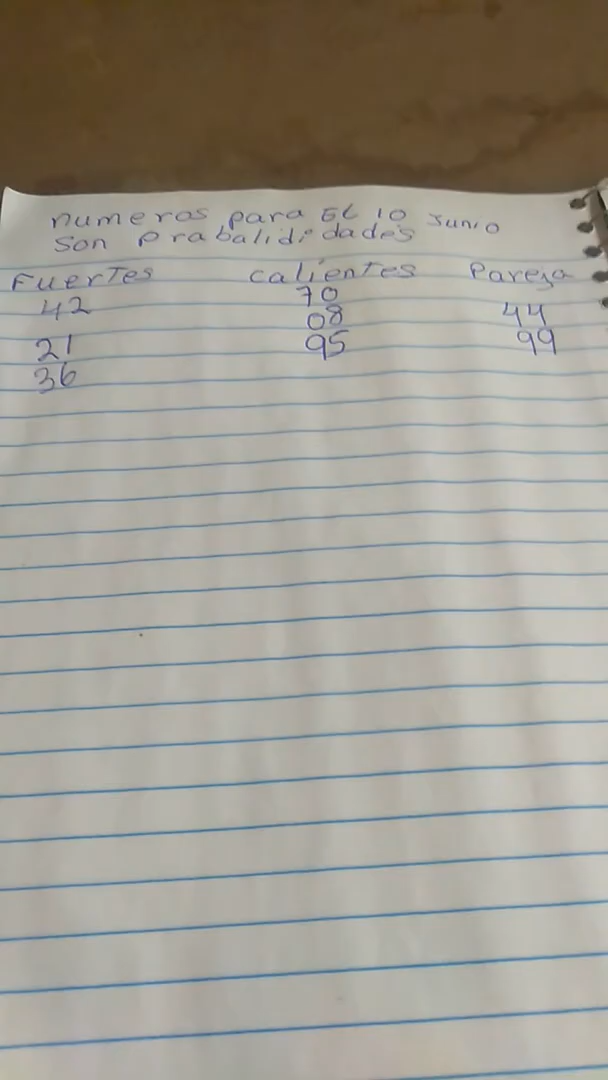 numeros para EL 10 Junio
Son Prabalidi dades
Fuertes calientes Pareja
42 70
08 44
21 95 99
36